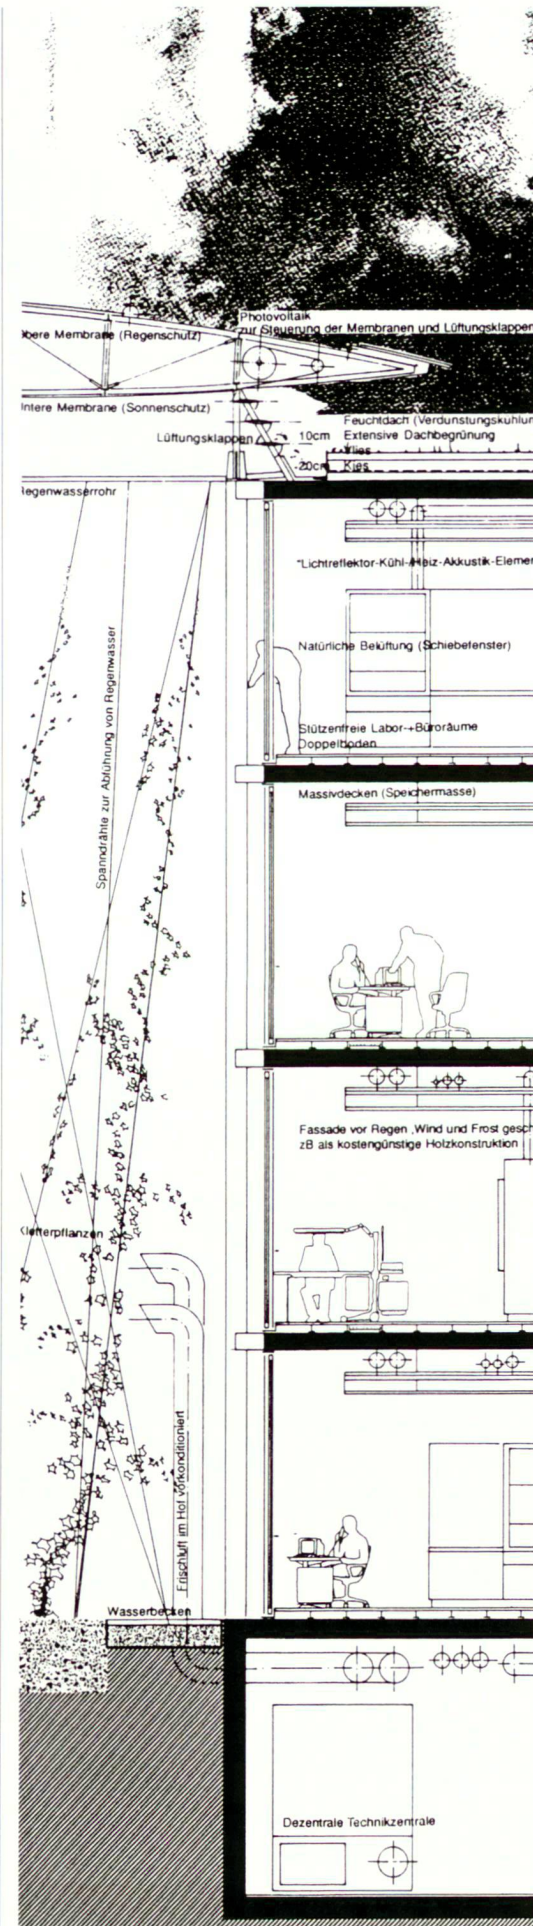 Photovoltaik
zur Steuerung der Membranen und Lüftungsklappen
obere Membrane (Regenschutz)
untere Membrane (Sonnenschutz)
Feuchtdach (Verdunstungskühlun
Lüftungsklappen
10cm Extensive Dachbegrünung
Vlies
20cm Kies
Regenwasserrohr
"Lichtreflektor-Kühl-/Heiz-Akkustik-Elemen
Natürliche Belüftung (Schiebefenster)
Spanndrähte zur Abführung von Regenwasser
Stützenfreie Labor-+Büroräume
Doppelboden
Massivdecken (Speichermasse)
Fassade vor Regen ,Wind und Frost gesch
zB als kostengünstige Holzkonstruktion
Kletterpflanzen
Frischluft im Hof vorkonditioniert
Wasserbecken
Dezentrale Technikzentrale